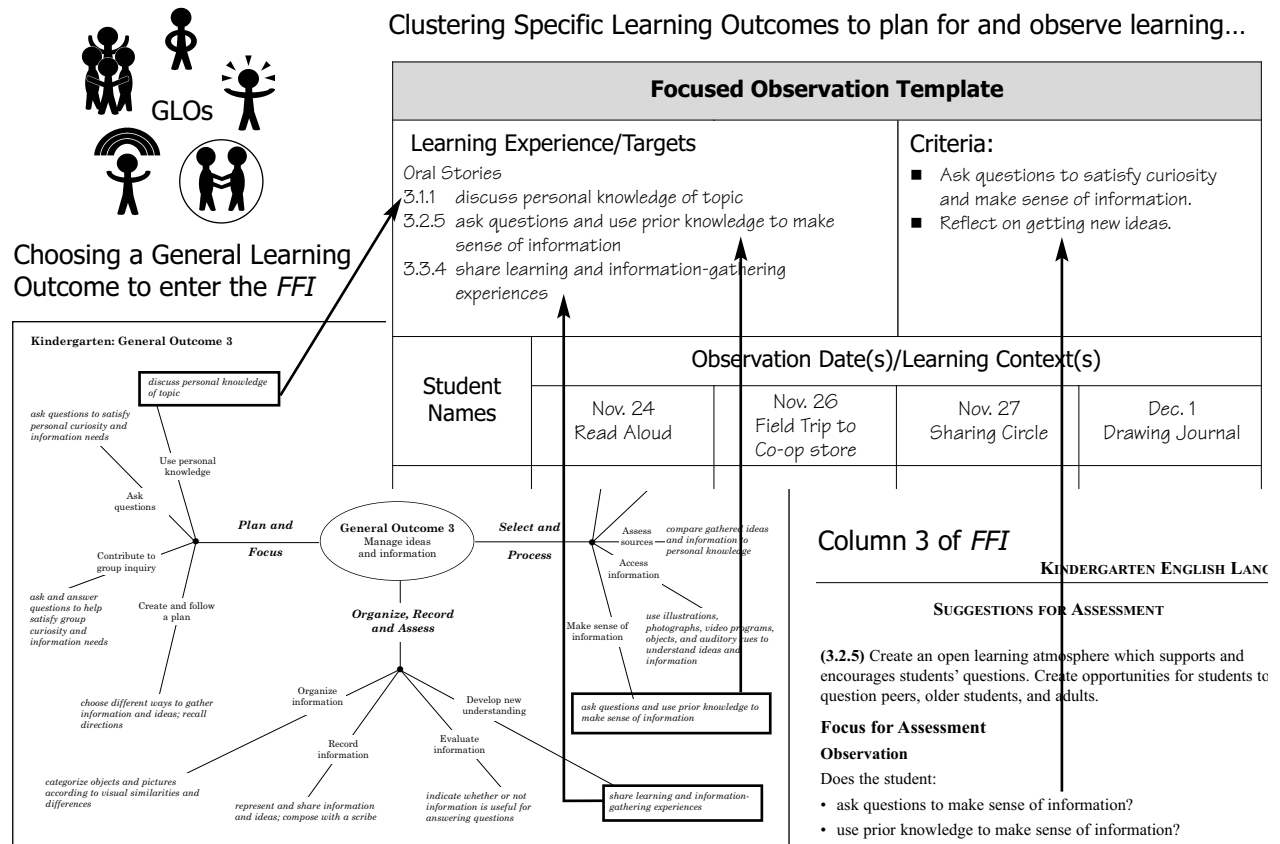 Clustering Specific Learning Outcomes to plan for and observe learning…
GLOs
Choosing a General Learning
Outcome to enter the FFI
Focused Observation Template
Learning Experience/Targets
Oral Stories
3.1.1 discuss personal knowledge of topic
3.2.5 ask questions and use prior knowledge to make
sense of information
3.3.4 share learning and information-gathering
experiences
Criteria:
■ Ask questions to satisfy curiosity
and make sense of information.
■ Reflect on getting new ideas.
Student
Names
Observation Date(s)/Learning Context(s)
Nov. 24
Read Aloud
Nov. 26
Field Trip to
Co-op store
Nov. 27
Sharing Circle
Dec. 1
Drawing Journal
Kindergarten: General Outcome 3
discuss personal knowledge
of topic
ask questions to satisfy
personal curiosity and
information needs
Use personal
knowledge
Ask
questions
Plan and
Focus
Contribute to
group inquiry
ask and answer
questions to help
satisfy group
curiosity and
information needs
Create and follow
a plan
choose different ways to gather
information and ideas; recall
directions
General Outcome 3
Manage ideas
and information
Select and
Process
Assess
sources
compare gathered ideas
and information to
personal knowledge
Access
information
use illustrations,
photographs, video programs,
objects, and auditory cues to
understand ideas and
information
Make sense of
information
ask questions and use prior knowledge to
make sense of information
Organize, Record
and Assess
Organize
information
categorize objects and pictures
according to visual similarities and
differences
Record
information
represent and share information
and ideas; compose with a scribe
Evaluate
information
indicate whether or not
information is useful for
answering questions
Develop new
understanding
share learning and information-
gathering experiences
Column 3 of FFI
KINDERGARTEN ENGLISH LANG
SUGGESTIONS FOR ASSESSMENT
(3.2.5) Create an open learning atmosphere which supports and
encourages students' questions. Create opportunities for students to
question peers, older students, and adults.
Focus for Assessment
Observation
Does the student:
• ask questions to make sense of information?
• use prior knowledge to make sense of information?